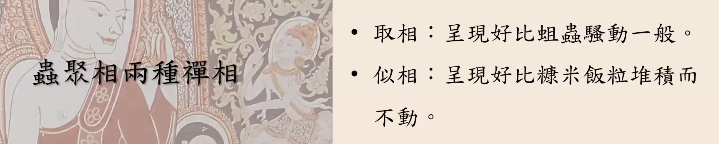 蟲聚相兩種禪相
• 取相：呈現好比蛆蟲騷動一般。
• 似相：呈現好比糠米飯粒堆積而
不動。